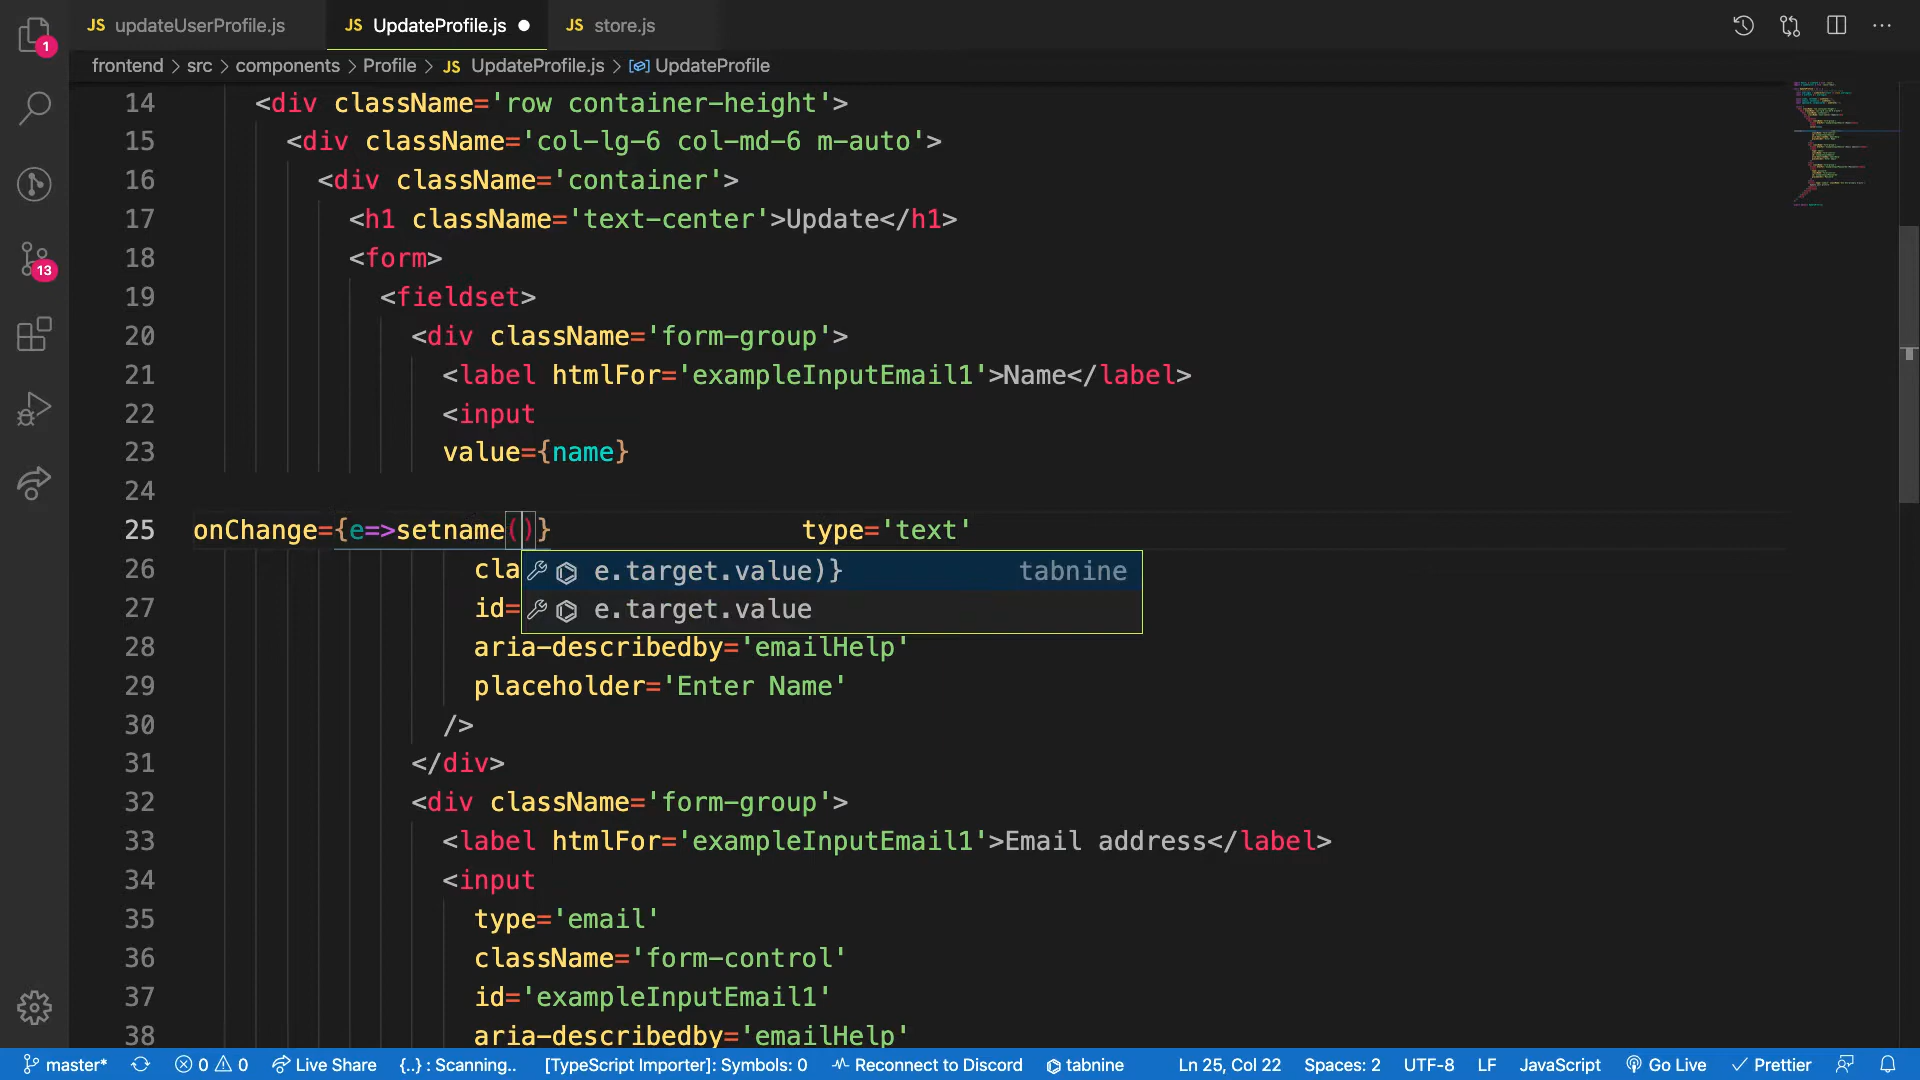 JS updateUserProfile.js JS UpdateProfile.js ● JS store.js
1
frontend > src > components > Profile > JS UpdateProfile.js > UpdateProfile
14 <div className='row container-height'>
15 <div className='col-lg-6 col-md-6 m-auto'>
16 <div className='container'>
17 <h1 className='text-center'>Update</h1>
18 <form>
13
19 <fieldset>
20 <div className='form-group'>
21 <label htmlFor='exampleInputEmail1'>Name</label>
22 <input
23 value={name}
24
25 onChange={e=>setname()} type='text'
26 cla
e.target.value)} tabnine
27 id=
e.target.value
28 aria-describedby='emailHelp'
29 placeholder='Enter Name'
30 />
31 </div>
32 <div className='form-group'>
33 <label htmlFor='exampleInputEmail1'>Email address</label>
34 <input
35 type='email'
36 className='form-control'
37 id='exampleInputEmail1'
38 aria-describedby='emailHelp'
master* 0 0 Live Share {..} : Scanning.. [TypeScript Importer]: Symbols: 0 Reconnect to Discord tabnine Ln 25, Col 22 Spaces: 2 UTF-8 LF JavaScript Go Live Prettier